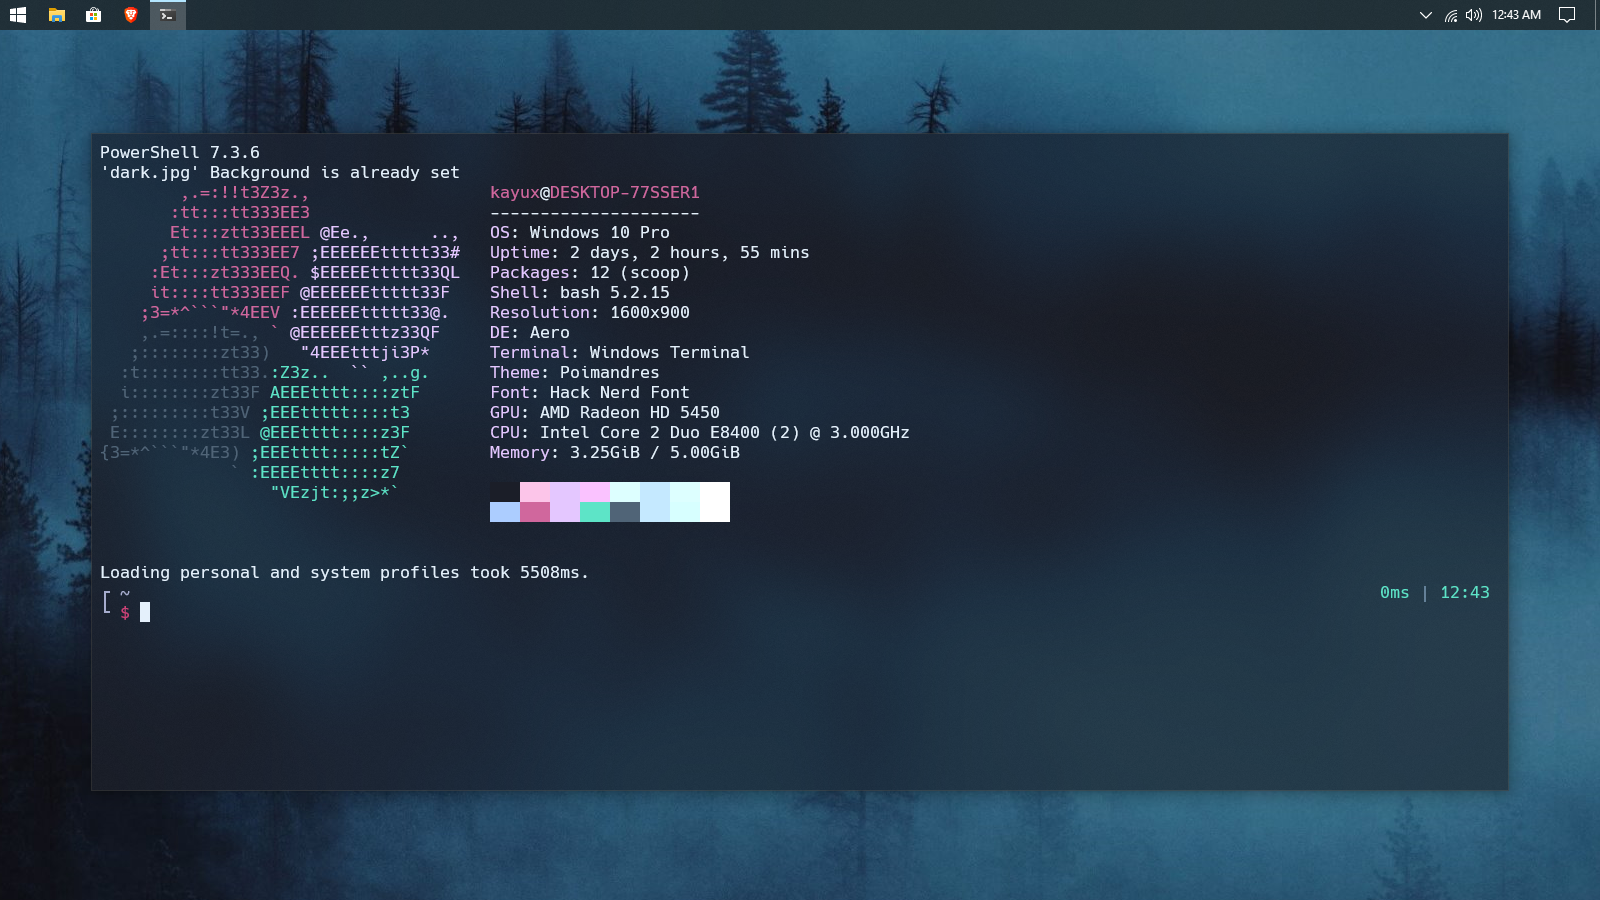 12:43 AM
PowerShell 7.3.6
'dark.jpg' Background is already set
        ,.=:!!t3Z3z.,                  kayux@DESKTOP-77SSER1
       :tt:::tt333EE3                  ---------------------
       Et:::ztt33EEEL @Ee.,      ..,   OS: Windows 10 Pro
      ;tt:::tt333EE7 ;EEEEEEttttt33#   Uptime: 2 days, 2 hours, 55 mins
     :Et:::zt333EEQ. $EEEEEttttt33QL   Packages: 12 (scoop)
     it::::tt333EEF @EEEEEEttttt33F    Shell: bash 5.2.15
    ;3=*^```"*4EEV :EEEEEEttttt33@.    Resolution: 1600x900
    ,.=::::!t=., ` @EEEEEEtttz33QF     DE: Aero
   ;::::::::zt33)   "4EEEtttji3P*      Terminal: Windows Terminal
  :t::::::::tt33.:Z3z..  `` ,..g.      Theme: Poimandres
  i::::::::zt33F AEEEtttt::::ztF       Font: Hack Nerd Font
 ;:::::::::t33V ;EEEttttt::::t3        GPU: AMD Radeon HD 5450
 E::::::::zt33L @EEEtttt::::z3F        CPU: Intel Core 2 Duo E8400 (2) @ 3.000GHz
{3=*^```"*4E3) ;EEEtttt:::::tZ`        Memory: 3.25GiB / 5.00GiB
             ` :EEEEtttt::::z7
                 "VEzjt:;;z>*`
Loading personal and system profiles took 5508ms.
~ 0ms | 12:43
$